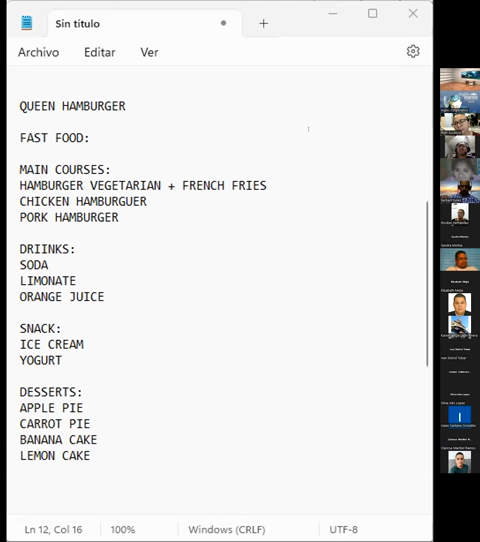 Sin título
Archivo Editar Ver
QUEEN HAMBURGER
FAST FOOD:
MAIN COURSES:
HAMBURGER VEGETARIAN + FRENCH FRIES
CHICKEN HAMBURGUER
PORK HAMBURGER
DRIINKS:
SODA
LIMONATE
ORANGE JUICE
SNACK:
ICE CREAM
YOGURT
DESSERTS:
APPLE PIE
CARROT PIE
BANANA CAKE
LEMON CAKE
Ln 12, Col 16 100% Windows (CRLF) UTF-8
I